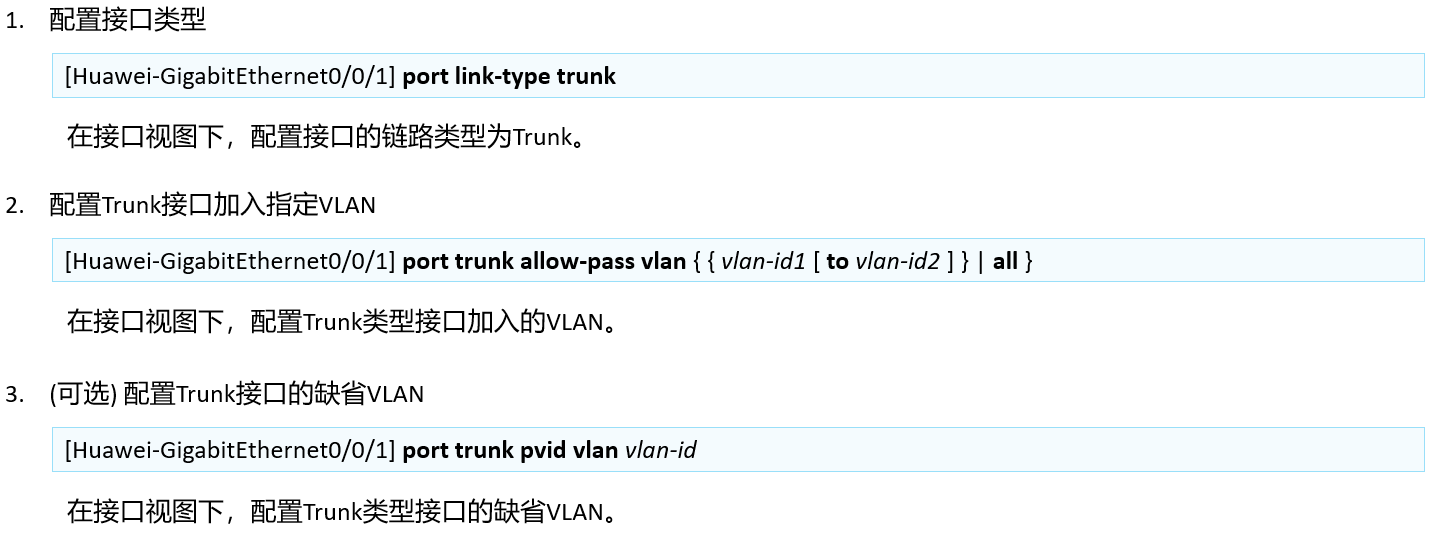 1. 配置接口类型
[Huawei-GigabitEthernet0/0/1] port link-type trunk
在接口视图下，配置接口的链路类型为Trunk。
2. 配置Trunk接口加入指定VLAN
[Huawei-GigabitEthernet0/0/1] port trunk allow-pass vlan { { vlan-id1 [ to vlan-id2 ] } | all }
在接口视图下，配置Trunk类型接口加入的VLAN。
3. (可选) 配置Trunk接口的缺省VLAN
[Huawei-GigabitEthernet0/0/1] port trunk pvid vlan vlan-id
在接口视图下，配置Trunk类型接口的缺省VLAN。